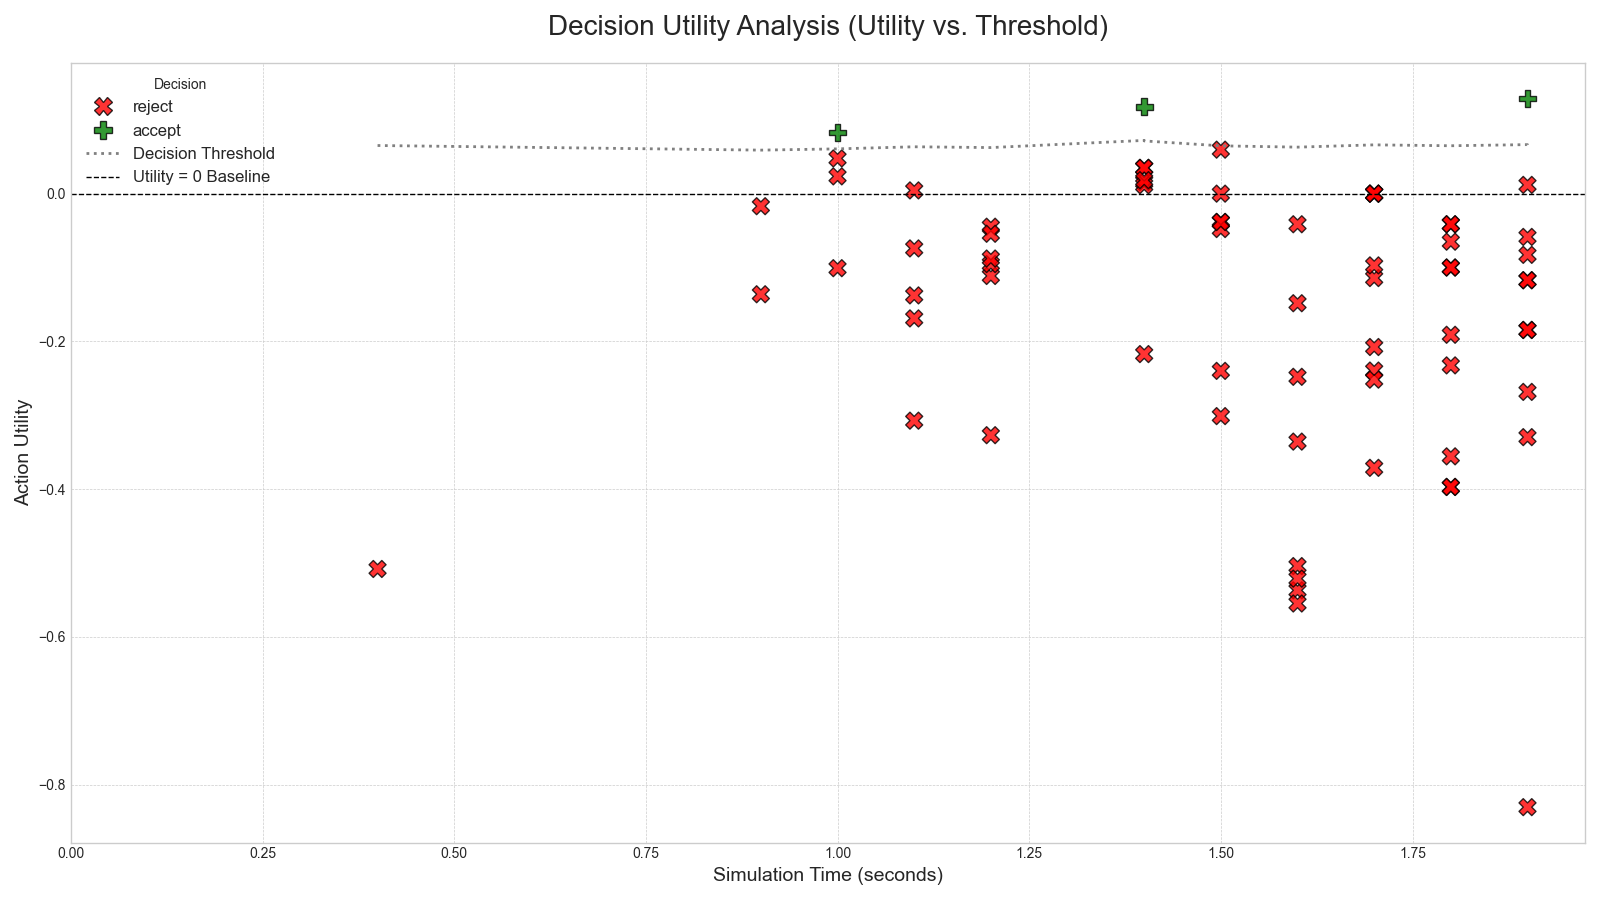 Decision Utility Analysis (Utility vs. Threshold)
Decision
reject
accept
Decision Threshold
Utility = 0 Baseline
Action Utility
0.0
−0.2
−0.4
−0.6
−0.8
0.00 0.25 0.50 0.75 1.00 1.25 1.50 1.75
Simulation Time (seconds)